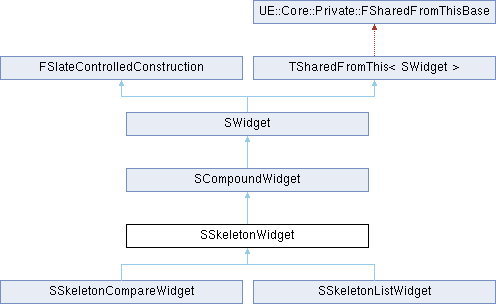 UE::Core::Private::FSharedFromThisBase
FSlateControlledConstruction
TSharedFromThis< SWidget >
SWidget
SCompoundWidget
SSkeletonWidget
SSkeletonCompareWidget
SSkeletonListWidget